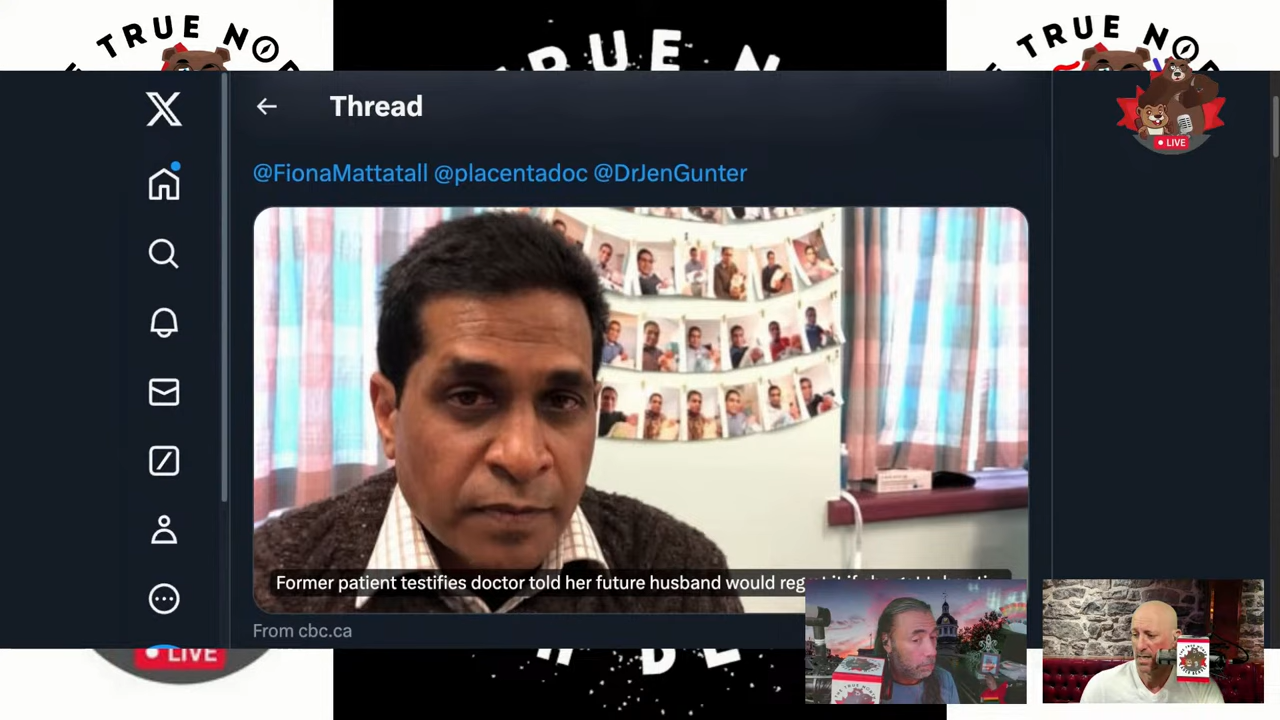 TRUE NO
TRUE N
TRUE NO
Thread
LIVE
@FionaMattatall @placentadoc @DrJenGunter
Former patient testifies doctor told her future husband would
From cbc.ca
LIVE